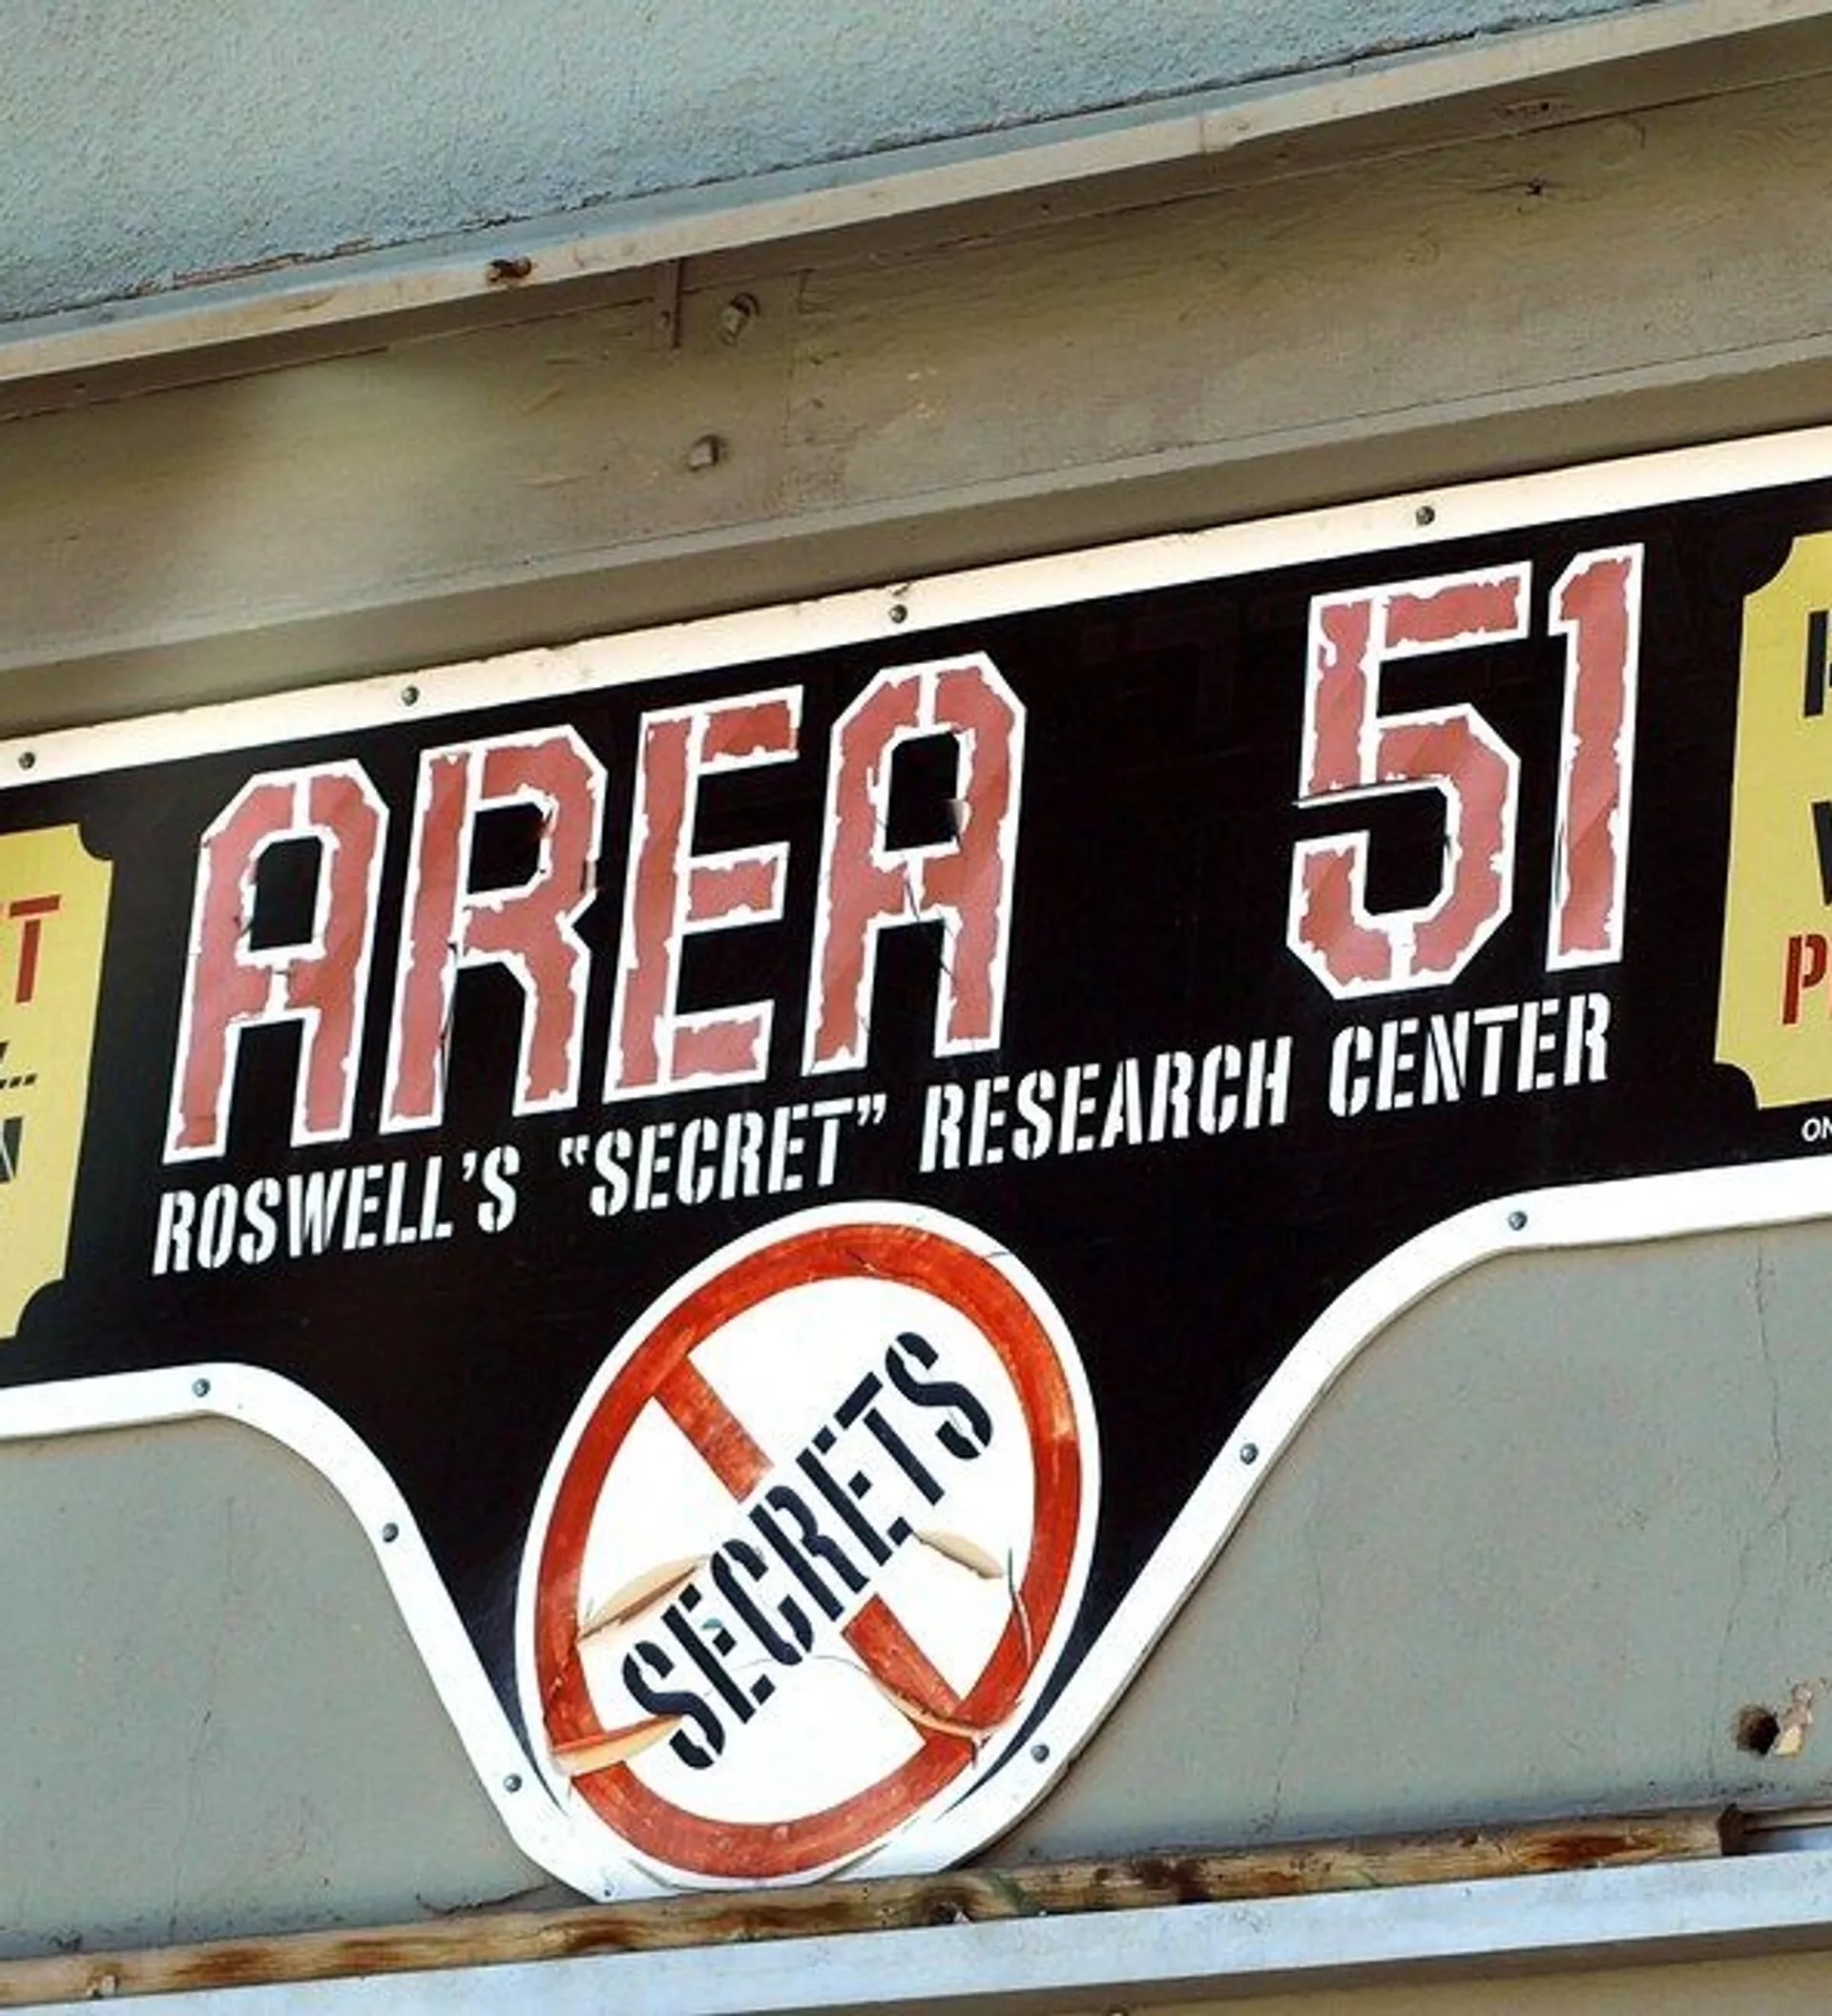 AREA 51
ROSWELL'S “SECRET” RESEARCH CENTER
SECRETS